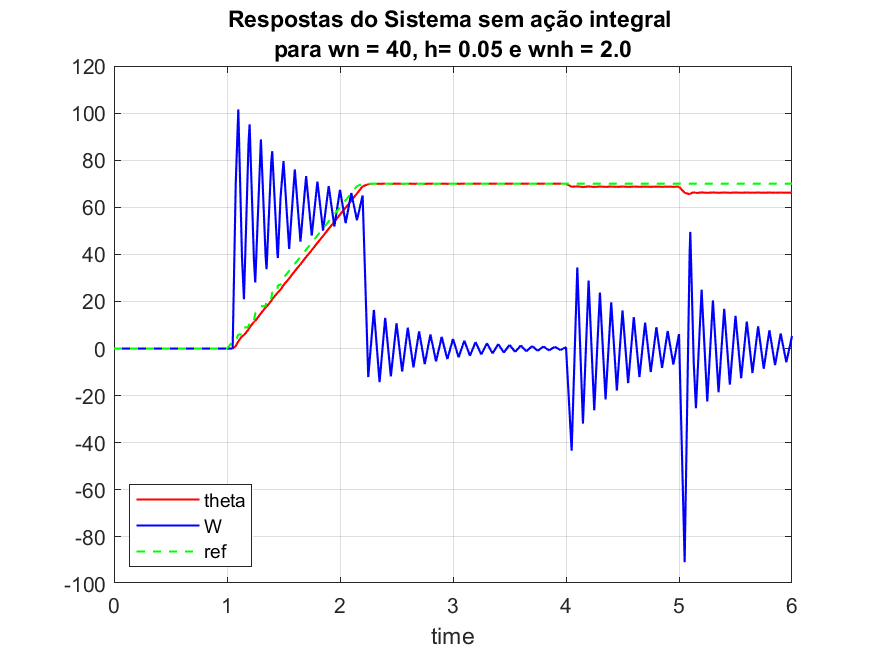 Respostas do Sistema sem ação integral
para wn = 40, h= 0.05 e wnh = 2.0
120
100
80
60
40
20
0
-20
-40
-60
-80
-100
theta
W
ref
0 1 2 3 4 5 6
time